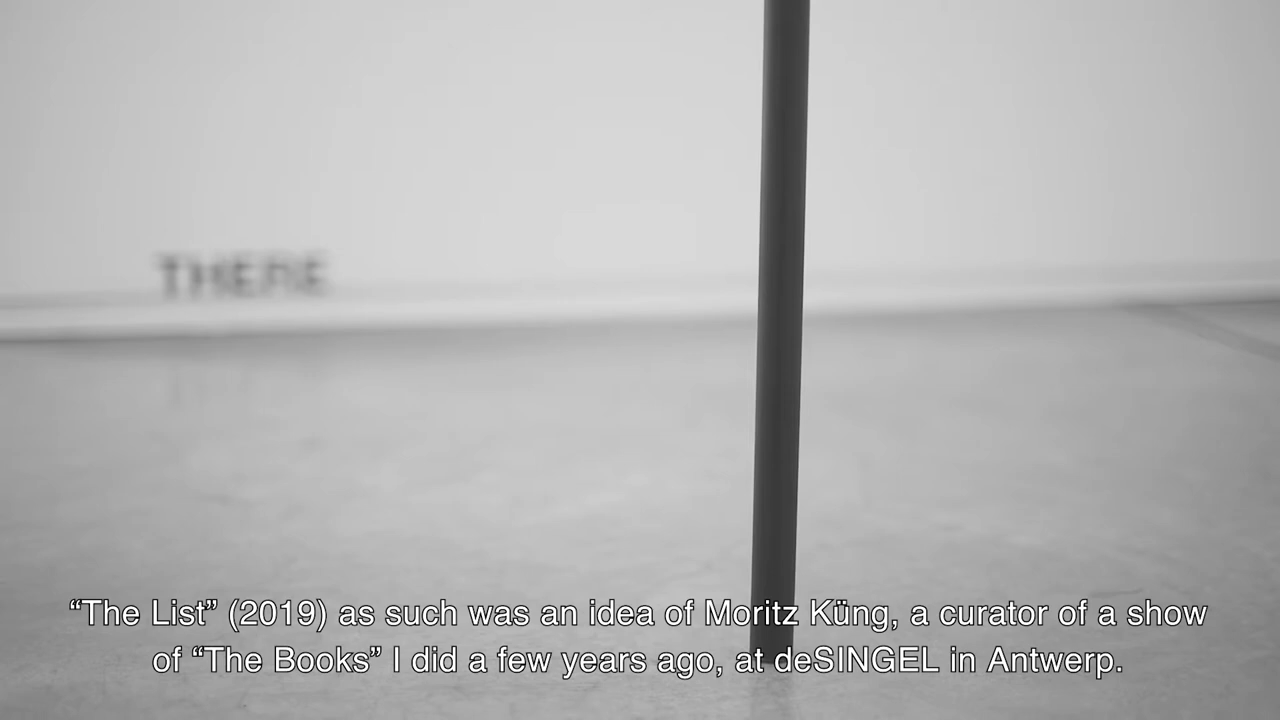 THERE
“The List” (2019) as such was an idea of Moritz Küng, a curator of a show
of “The Books” I did a few years ago, at deSINGEL in Antwerp.